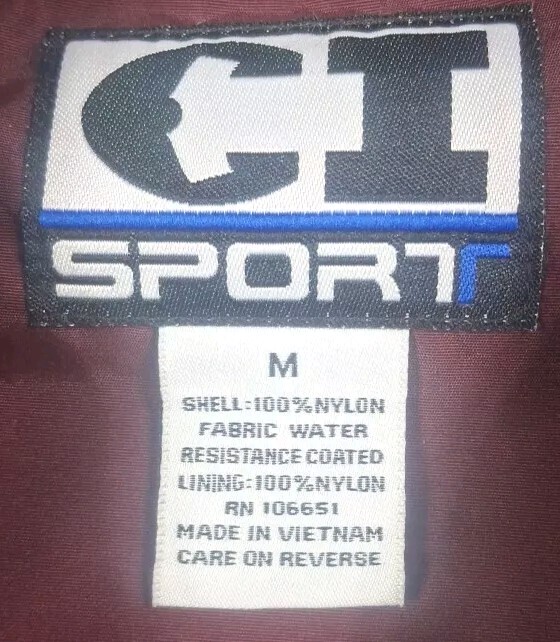 CI
SPORT
M
SHELL:100%NYLON
FABRIC WATER
RESISTANCE COATED
LINING:100%NYLON
RN 106651
MADE IN VIETNAM
CARE ON REVERSE